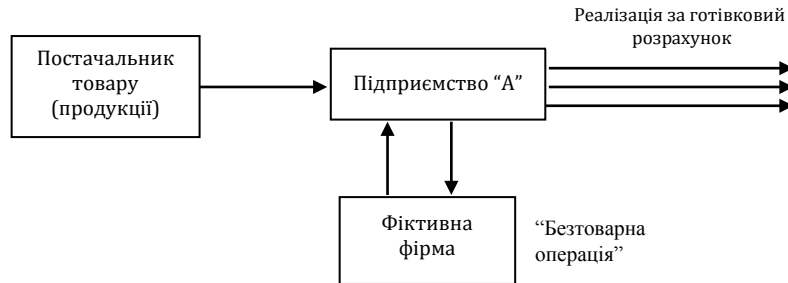 Реалізація за готівковий
розрахунок
Постачальник
товару
(продукції)
Підприємство “А”
Фіктивна
фірма
“Безтоварна
операція”